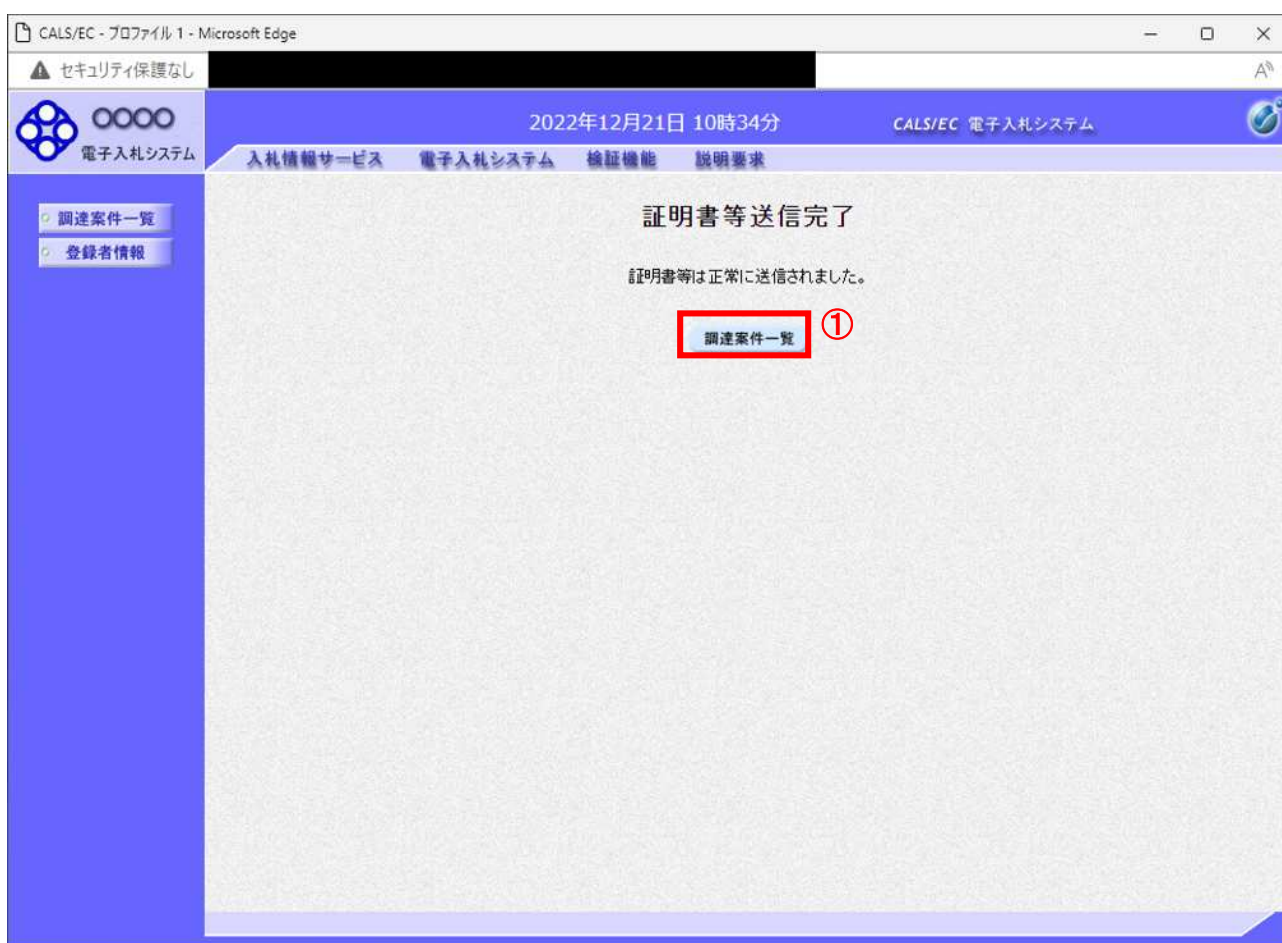 CALS/EC - プロファイル 1 - Microsoft Edge
セキュリティ保護なし
A
○○○○
電子入札システム
2022年12月21日 10時34分
CALS/EC 電子入札システム
入札情報サービス 電子入札システム 検証機能 説明要求
調達案件一覧
登録者情報
証明書等送信完了
証明書等は正常に送信されました。
調達案件一覧
①